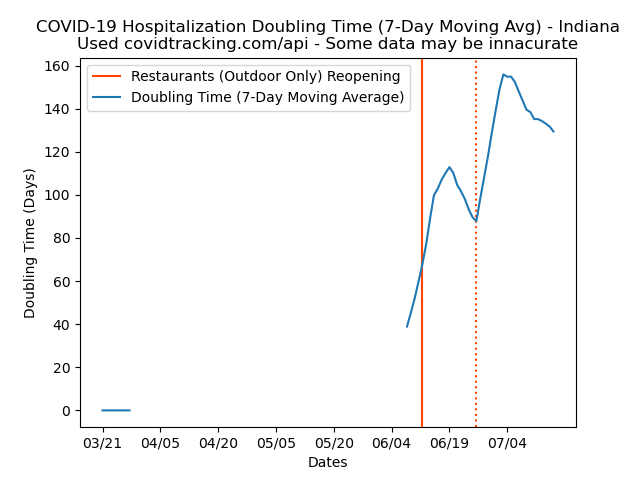 COVID-19 Hospitalization Doubling Time (7-Day Moving Avg) - Indiana
Used covidtracking.com/api - Some data may be innacurate
Restaurants (Outdoor Only) Reopening
Doubling Time (7-Day Moving Average)
Doubling Time (Days)
160
140
120
100
80
60
40
20
0
03/21 04/05 04/20 05/05 05/20 06/04 06/19 07/04
Dates